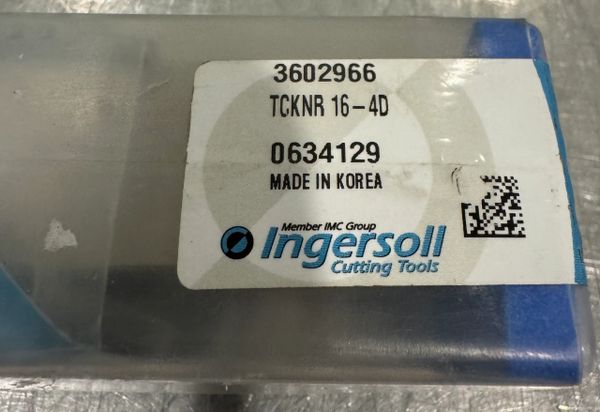 3602966
TCKNR 16-4D
0634129
MADE IN KOREA
Member IMC Group
Ingersoll
Cutting Tools